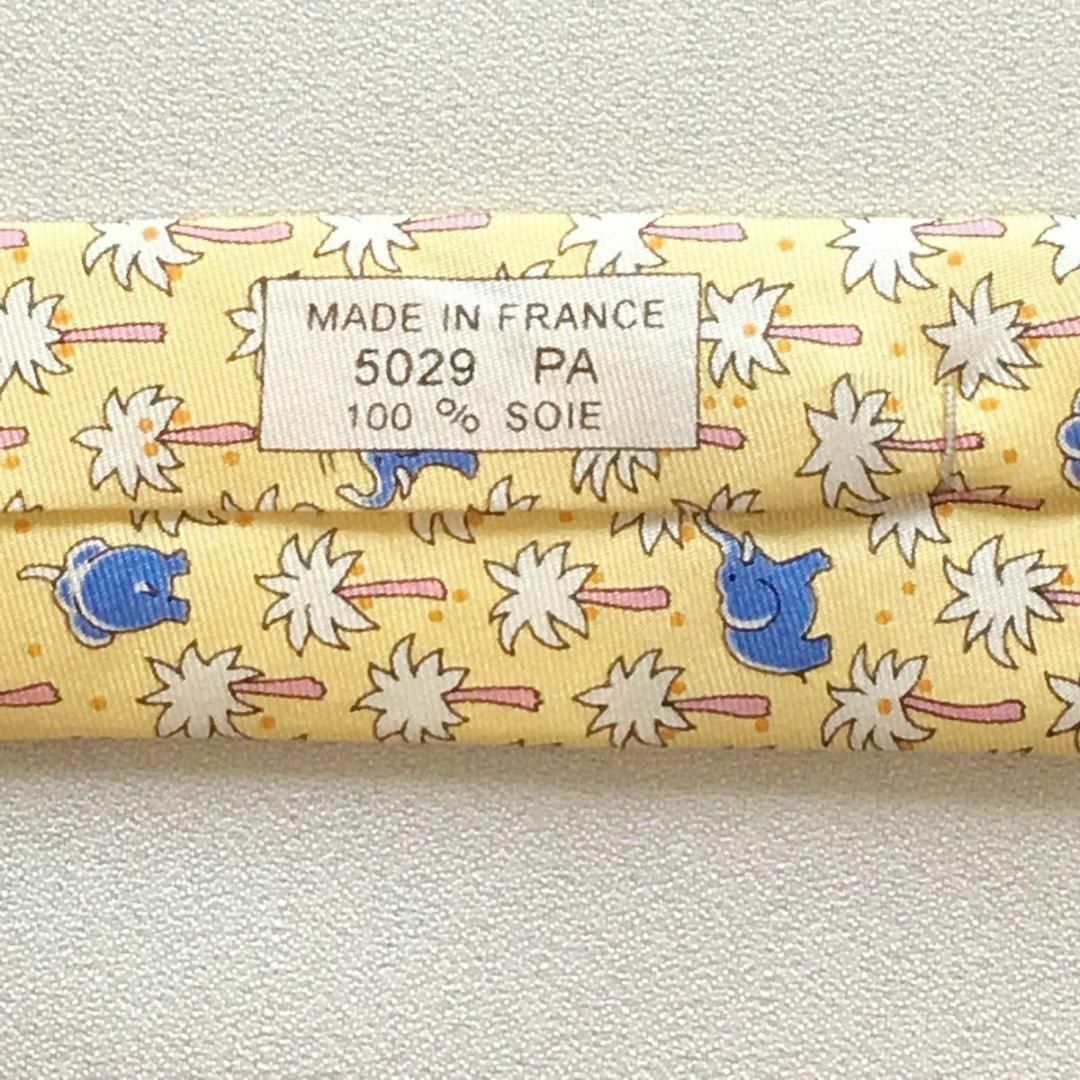 MADE IN FRANCE
5029 PA
100 % SOIE